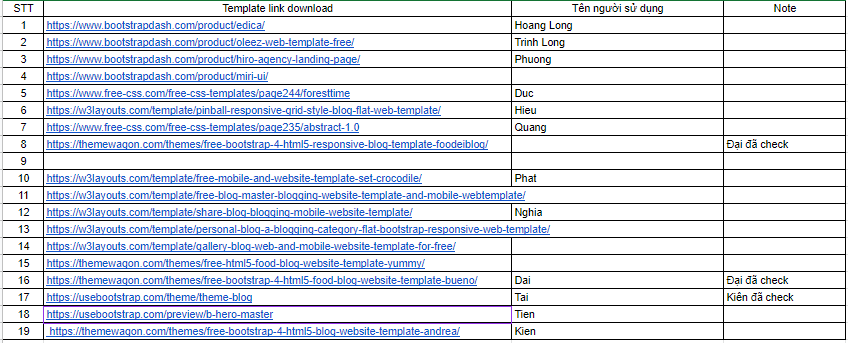 STT Template link download Tên người sử dụng Note
1 https://www.bootstrapdash.com/product/edica/ Hoang Long
2 https://www.bootstrapdash.com/product/oleez-web-template-free/ Trinh Long
3 https://www.bootstrapdash.com/product/hiro-agency-landing-page/ Phuong
4 https://www.bootstrapdash.com/product/miri-ui/
5 https://www.free-css.com/free-css-templates/page244/foresttime Duc
6 https://w3layouts.com/template/pinball-responsive-grid-style-blog-flat-web-template/ Hieu
7 https://www.free-css.com/free-css-templates/page235/abstract-1.0 Quang
8 https://themewagon.com/themes/free-bootstrap-4-html5-responsive-blog-template-foodeiblog/ Đại đã check
9
10 https://w3layouts.com/template/free-mobile-and-website-template-set-crocodile/ Phat
11 https://w3layouts.com/template/free-blog-master-blogging-website-template-and-mobile-webtemplate/
12 https://w3layouts.com/template/share-blog-blogging-mobile-website-template/ Nghia
13 https://w3layouts.com/template/personal-blog-a-blogging-category-flat-bootstrap-responsive-web-template/
14 https://w3layouts.com/template/gallery-blog-web-and-mobile-website-template-for-free/
15 https://themewagon.com/themes/free-html5-food-blog-website-template-yummy/
16 https://themewagon.com/themes/free-bootstrap-4-html5-food-blog-website-template-bueno/ Dai Đại đã check
17 https://usebootstrap.com/theme/theme-blog Tai Kiên đã check
18 https://usebootstrap.com/preview/b-hero-master Tien
19 https://themewagon.com/themes/free-bootstrap-4-html5-blog-website-template-andrea/ Kien